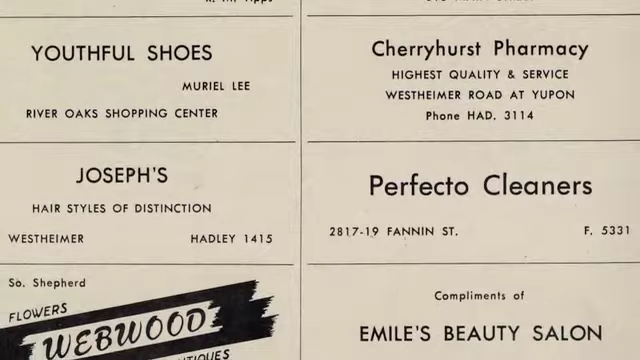 YOUTHFUL SHOES
MURIEL LEE
RIVER OAKS SHOPPING CENTER
JOSEPH'S
HAIR STYLES OF DISTINCTION
WESTHEIMER HADLEY 1415
So. Shepherd
FLOWERS
WEBWOOD
Cherryhurst Pharmacy
HIGHEST QUALITY & SERVICE
WESTHEIMER ROAD AT YUPON
Phone HAD. 3114
Perfecto Cleaners
2817-19 FANNIN ST. F. 5331
Compliments of
EMILE'S BEAUTY SALON